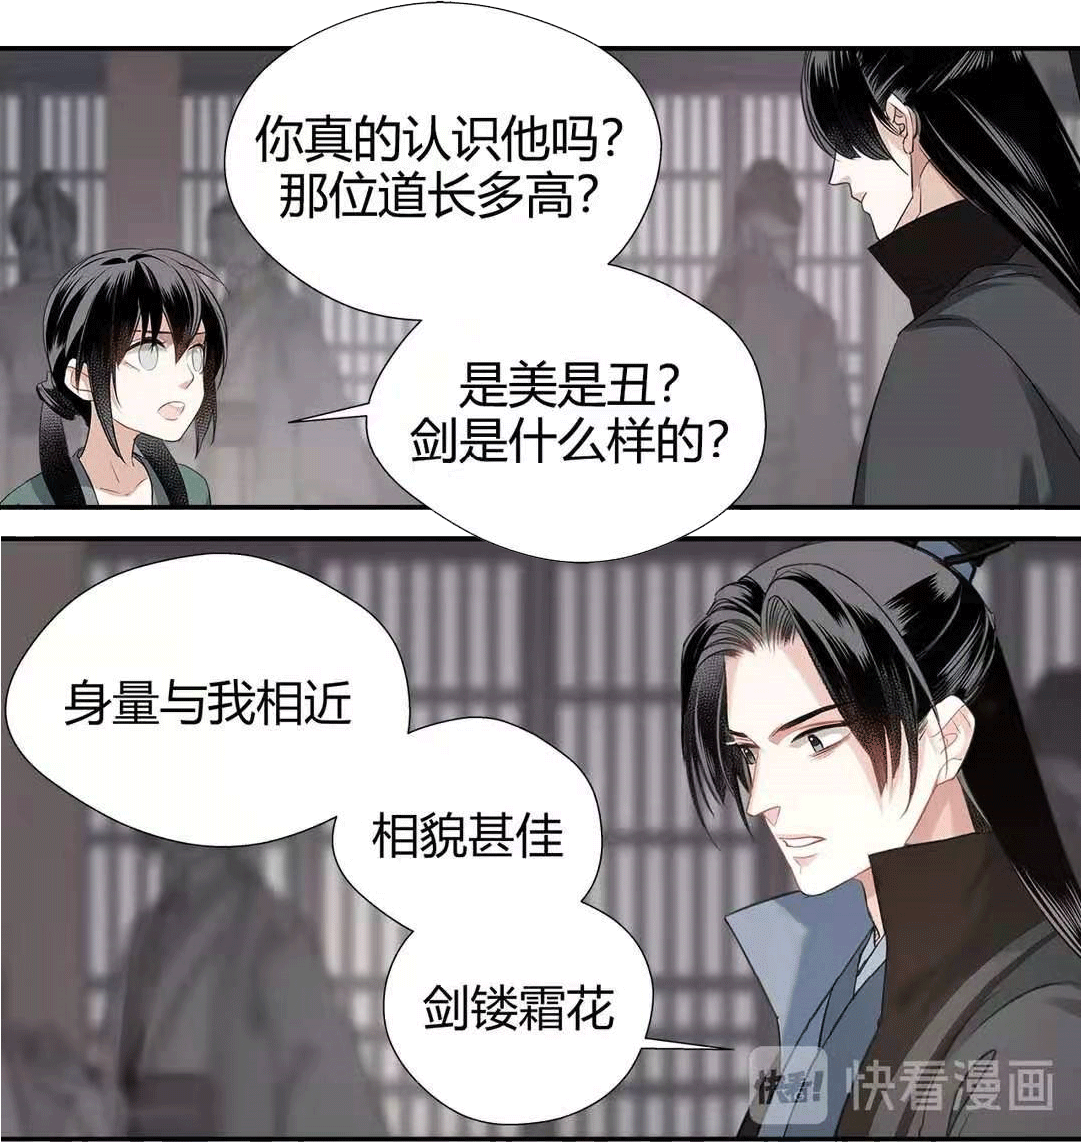 你真的认识他吗？
那位道长多高？
是美是丑？
剑是什么样的？
身量与我相近
相貌甚佳
剑镂霜花
快看！
快看漫画